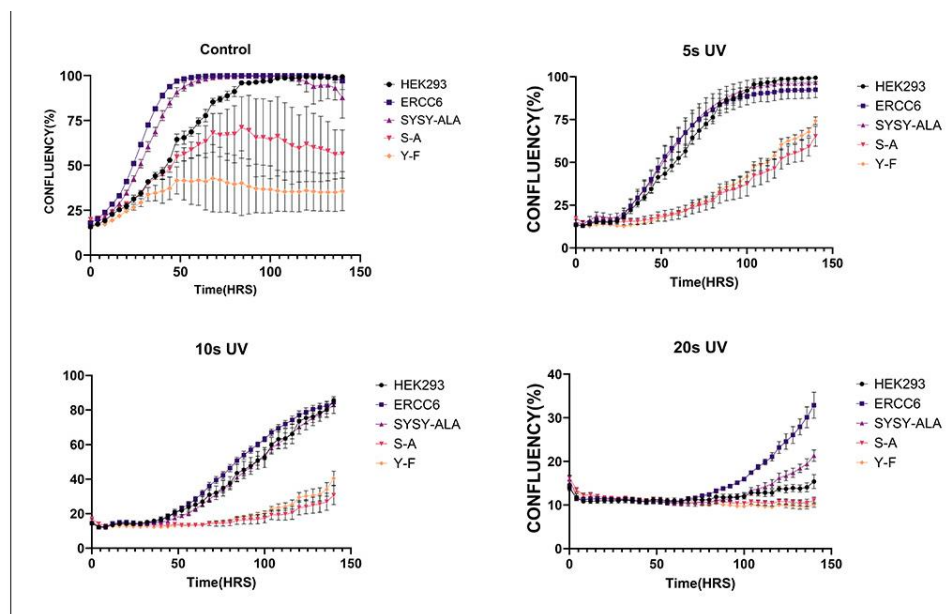 Control
CONFLUENCY(%)
100
75
50
25
0
0 50 100 150
Time(HRS)
HEK293
ERCC6
SYSY-ALA
S-A
Y-F
5s UV
CONFLUENCY(%)
100
75
50
25
0
0 50 100 150
Time(HRS)
HEK293
ERCC6
SYSY-ALA
S-A
Y-F
10s UV
CONFLUENCY(%)
100
80
60
40
20
0
0 50 100 150
Time(HRS)
HEK293
ERCC6
SYSY-ALA
S-A
Y-F
20s UV
CONFLUENCY(%)
40
30
20
10
0
0 50 100 150
Time(HRS)
HEK293
ERCC6
SYSY-ALA
S-A
Y-F